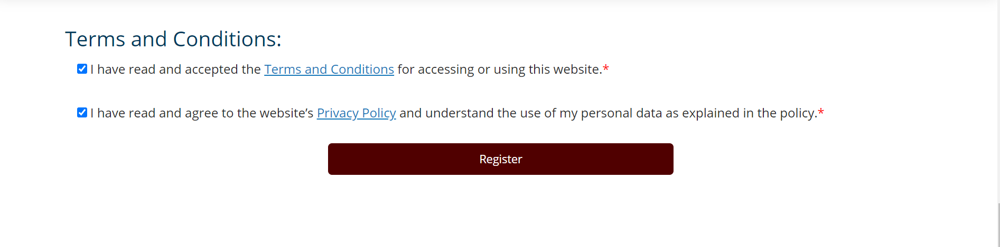 Terms and Conditions:
I have read and accepted the Terms and Conditions for accessing or using this website.*
I have read and agree to the website’s Privacy Policy and understand the use of my personal data as explained in the policy.*
Register